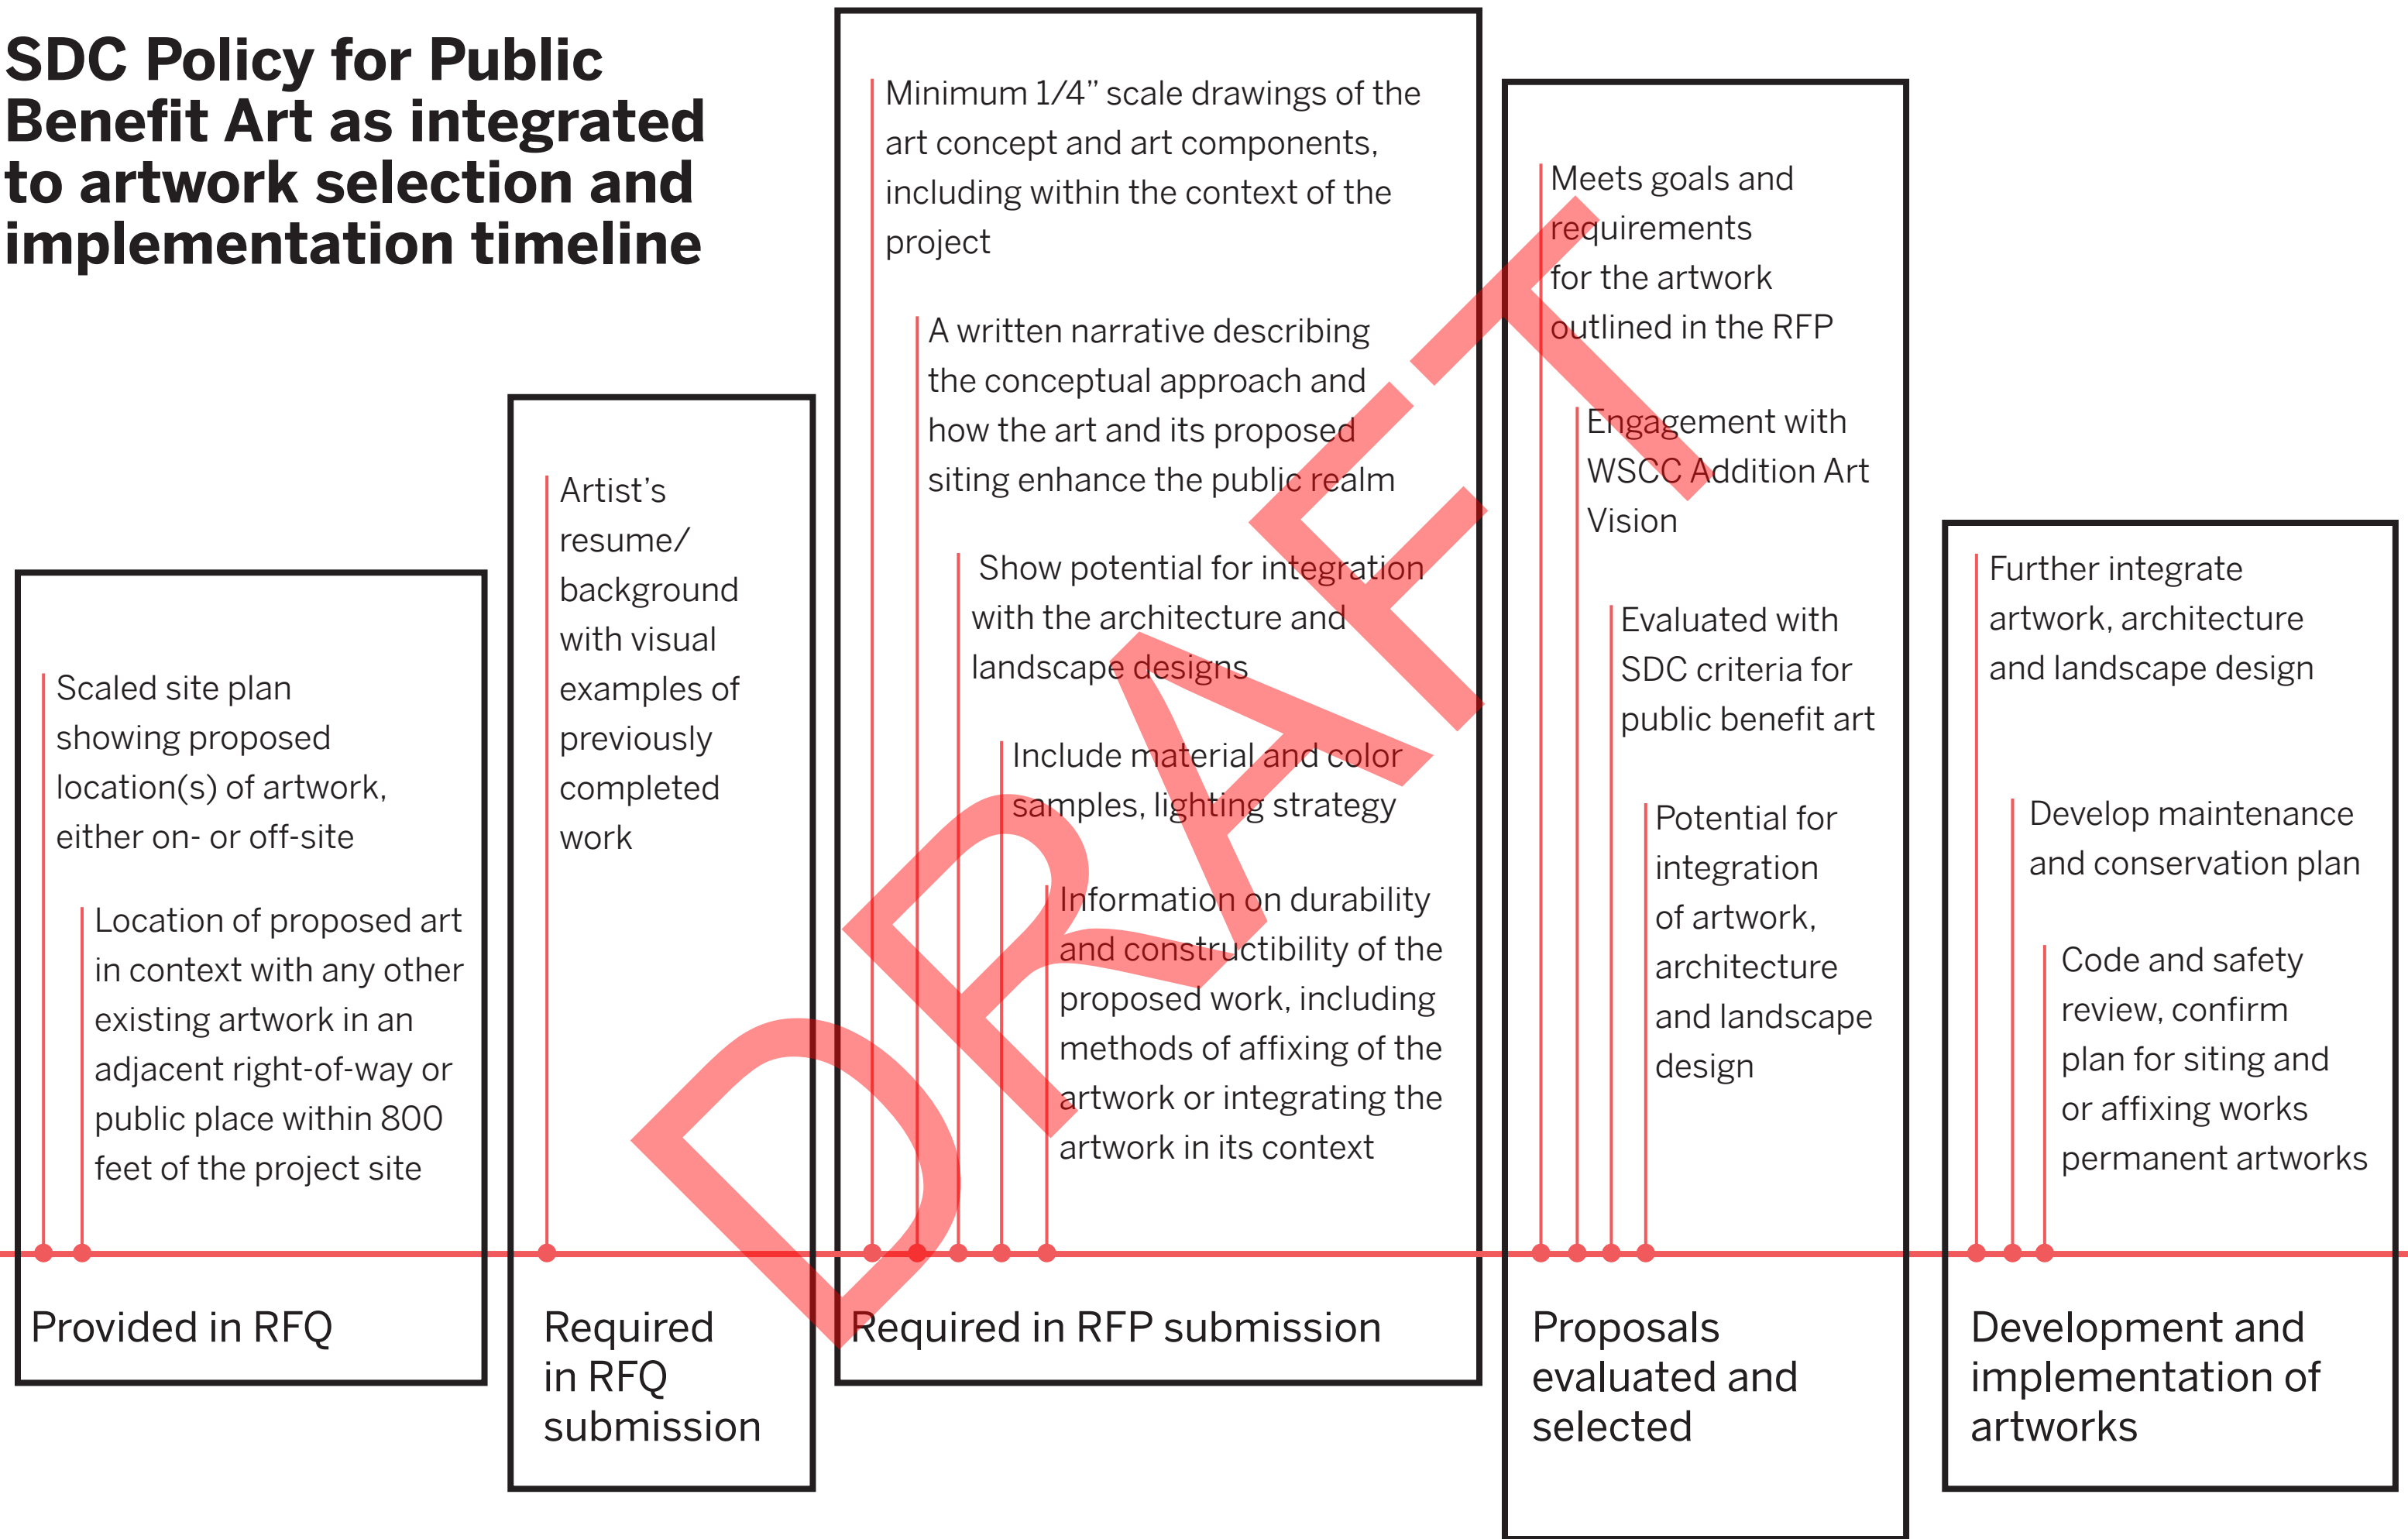 SDC Policy for Public
Benefit Art as integrated
to artwork selection and
implementation timeline
Scaled site plan
showing proposed
location(s) of artwork,
either on- or off-site
Location of proposed art
in context with any other
existing artwork in an
adjacent right-of-way or
public place within 800
feet of the project site
Provided in RFQ
Artist’s
resume/
background
with visual
examples of
previously
completed
work
Required
in RFQ
submission
Minimum 1/4” scale drawings of the
art concept and art components,
including within the context of the
project
A written narrative describing
the conceptual approach and
how the art and its proposed
siting enhance the public realm
Show potential for integration
with the architecture and
landscape designs
Include material and color
samples, lighting strategy
Information on durability
and constructibility of the
proposed work, including
methods of affixing of the
artwork or integrating the
artwork in its context
Required in RFP submission
Meets goals and
requirements
for the artwork
outlined in the RFP
Engagement with
WSCC Addition Art
Vision
Evaluated with
SDC criteria for
public benefit art
Potential for
integration
of artwork,
architecture
and landscape
design
Proposals
evaluated and
selected
Further integrate
artwork, architecture
and landscape design
Develop maintenance
and conservation plan
Code and safety
review, confirm
plan for siting and
or affixing works
permanent artworks
Development and
implementation of
artworks
DRAFT